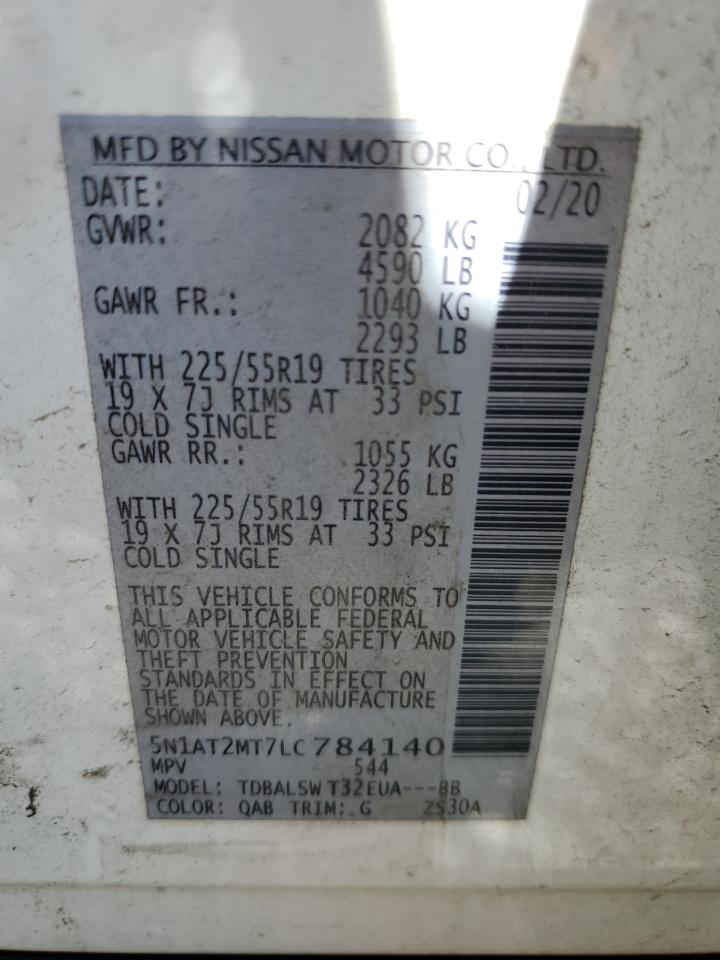 MFD BY NISSAN MOTOR CO., LTD.
DATE: 02/20
GVWR: 2082 KG
4590 LB
GAWR FR.: 1040 KG
2293 LB
WITH 225/55R19 TIRES
19 X 7J RIMS AT 33 PSI
COLD SINGLE
GAWR RR.: 1055 KG
2326 LB
WITH 225/55R19 TIRES
19 X 7J RIMS AT 33 PSI
COLD SINGLE
THIS VEHICLE CONFORMS TO
ALL APPLICABLE FEDERAL
MOTOR VEHICLE SAFETY AND
THEFT PREVENTION
STANDARDS IN EFFECT ON
THE DATE OF MANUFACTURE
SHOWN ABOVE.
5N1AT2MT7LC784140
MPV 544
MODEL: TDBALSW T32EUA---BB
COLOR: QAB TRIM: G ZS30A